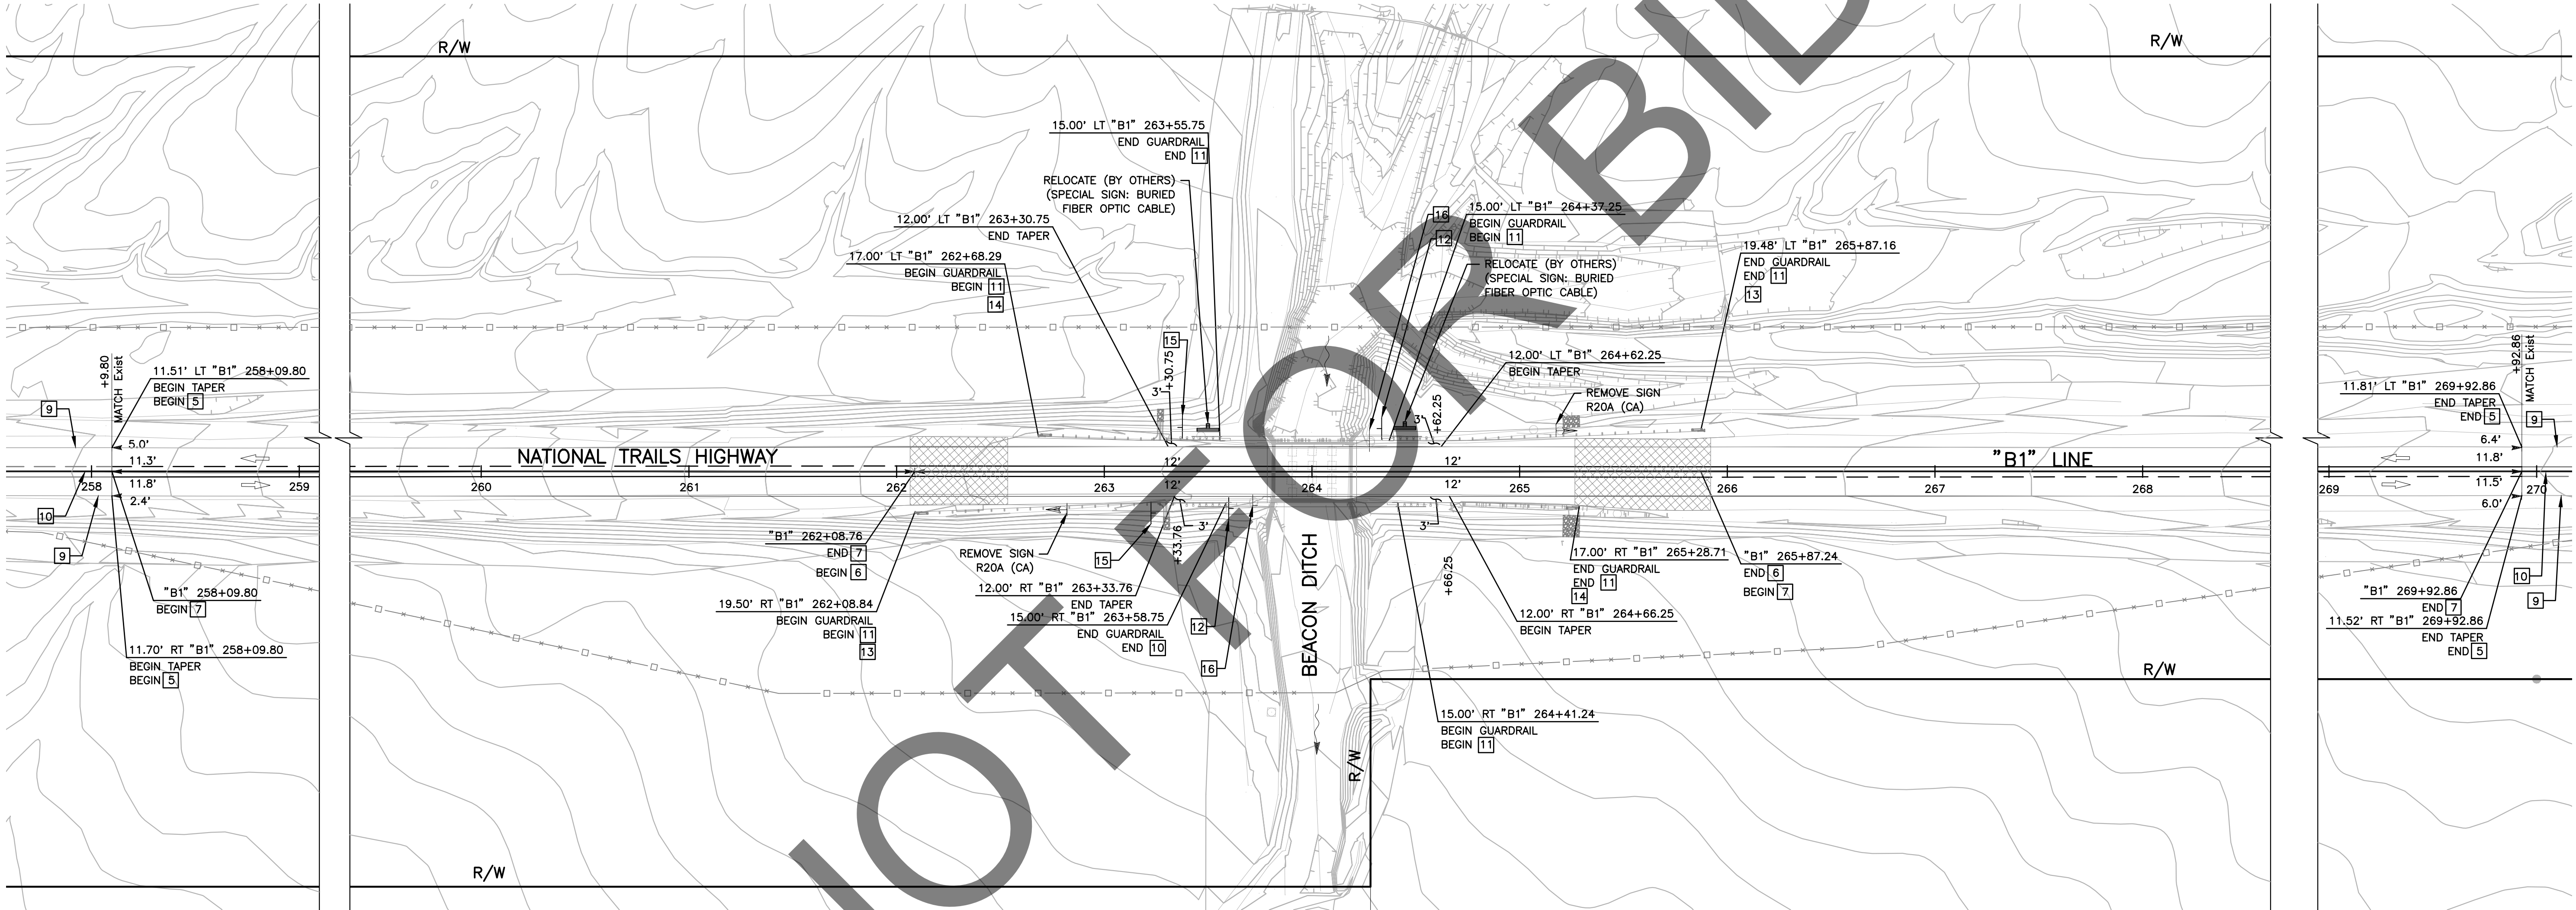 R/W
R/W
15.00' LT "B1" 263+55.75
END GUARDRAIL
END 11
RELOCATE (BY OTHERS)
(SPECIAL SIGN: BURIED
FIBER OPTIC CABLE)
12.00' LT "B1" 263+30.75
END TAPER
17.00' LT "B1" 262+68.29
BEGIN GUARDRAIL
BEGIN 11
14
16
12
15.00' LT "B1" 264+37.25
BEGIN GUARDRAIL
BEGIN 11
RELOCATE (BY OTHERS)
(SPECIAL SIGN: BURIED
FIBER OPTIC CABLE)
19.48' LT "B1" 265+87.16
END GUARDRAIL
END 11
13
+9.80
MATCH Exist
11.51' LT "B1" 258+09.80
BEGIN TAPER
BEGIN 5
9
15
3'
+30.75
12.00' LT "B1" 264+62.25
BEGIN TAPER
3'
+62.25
REMOVE SIGN
R20A (CA)
+92.86
MATCH Exist
11.81' LT "B1" 269+92.86
END TAPER
END 5
9
5.0'
11.3'
11.8'
2.4'
NATIONAL TRAILS HIGHWAY
12'
12'
12'
12'
"B1" LINE
6.4'
11.8'
11.5'
6.0'
258
259
260
261
262
263
264
265
266
267
268
269
270
10
9
"B1" 258+09.80
BEGIN 7
11.70' RT "B1" 258+09.80
BEGIN TAPER
BEGIN 5
"B1" 262+08.76
END 7
BEGIN 6
19.50' RT "B1" 262+08.84
BEGIN GUARDRAIL
BEGIN 11
13
REMOVE SIGN
R20A (CA)
15
3'
+33.76
12.00' RT "B1" 263+33.76
END TAPER
15.00' RT "B1" 263+58.75
END GUARDRAIL
END 10
12
16
BEACON DITCH
3'
+66.25
17.00' RT "B1" 265+28.71
END GUARDRAIL
END 11
14
12.00' RT "B1" 264+66.25
BEGIN TAPER
"B1" 265+87.24
END 6
BEGIN 7
15.00' RT "B1" 264+41.24
BEGIN GUARDRAIL
BEGIN 11
10
9
"B1" 269+92.86
END 7
11.52' RT "B1" 269+92.86
END TAPER
END 5
R/W
R/W
R/W
NOT FOR BID